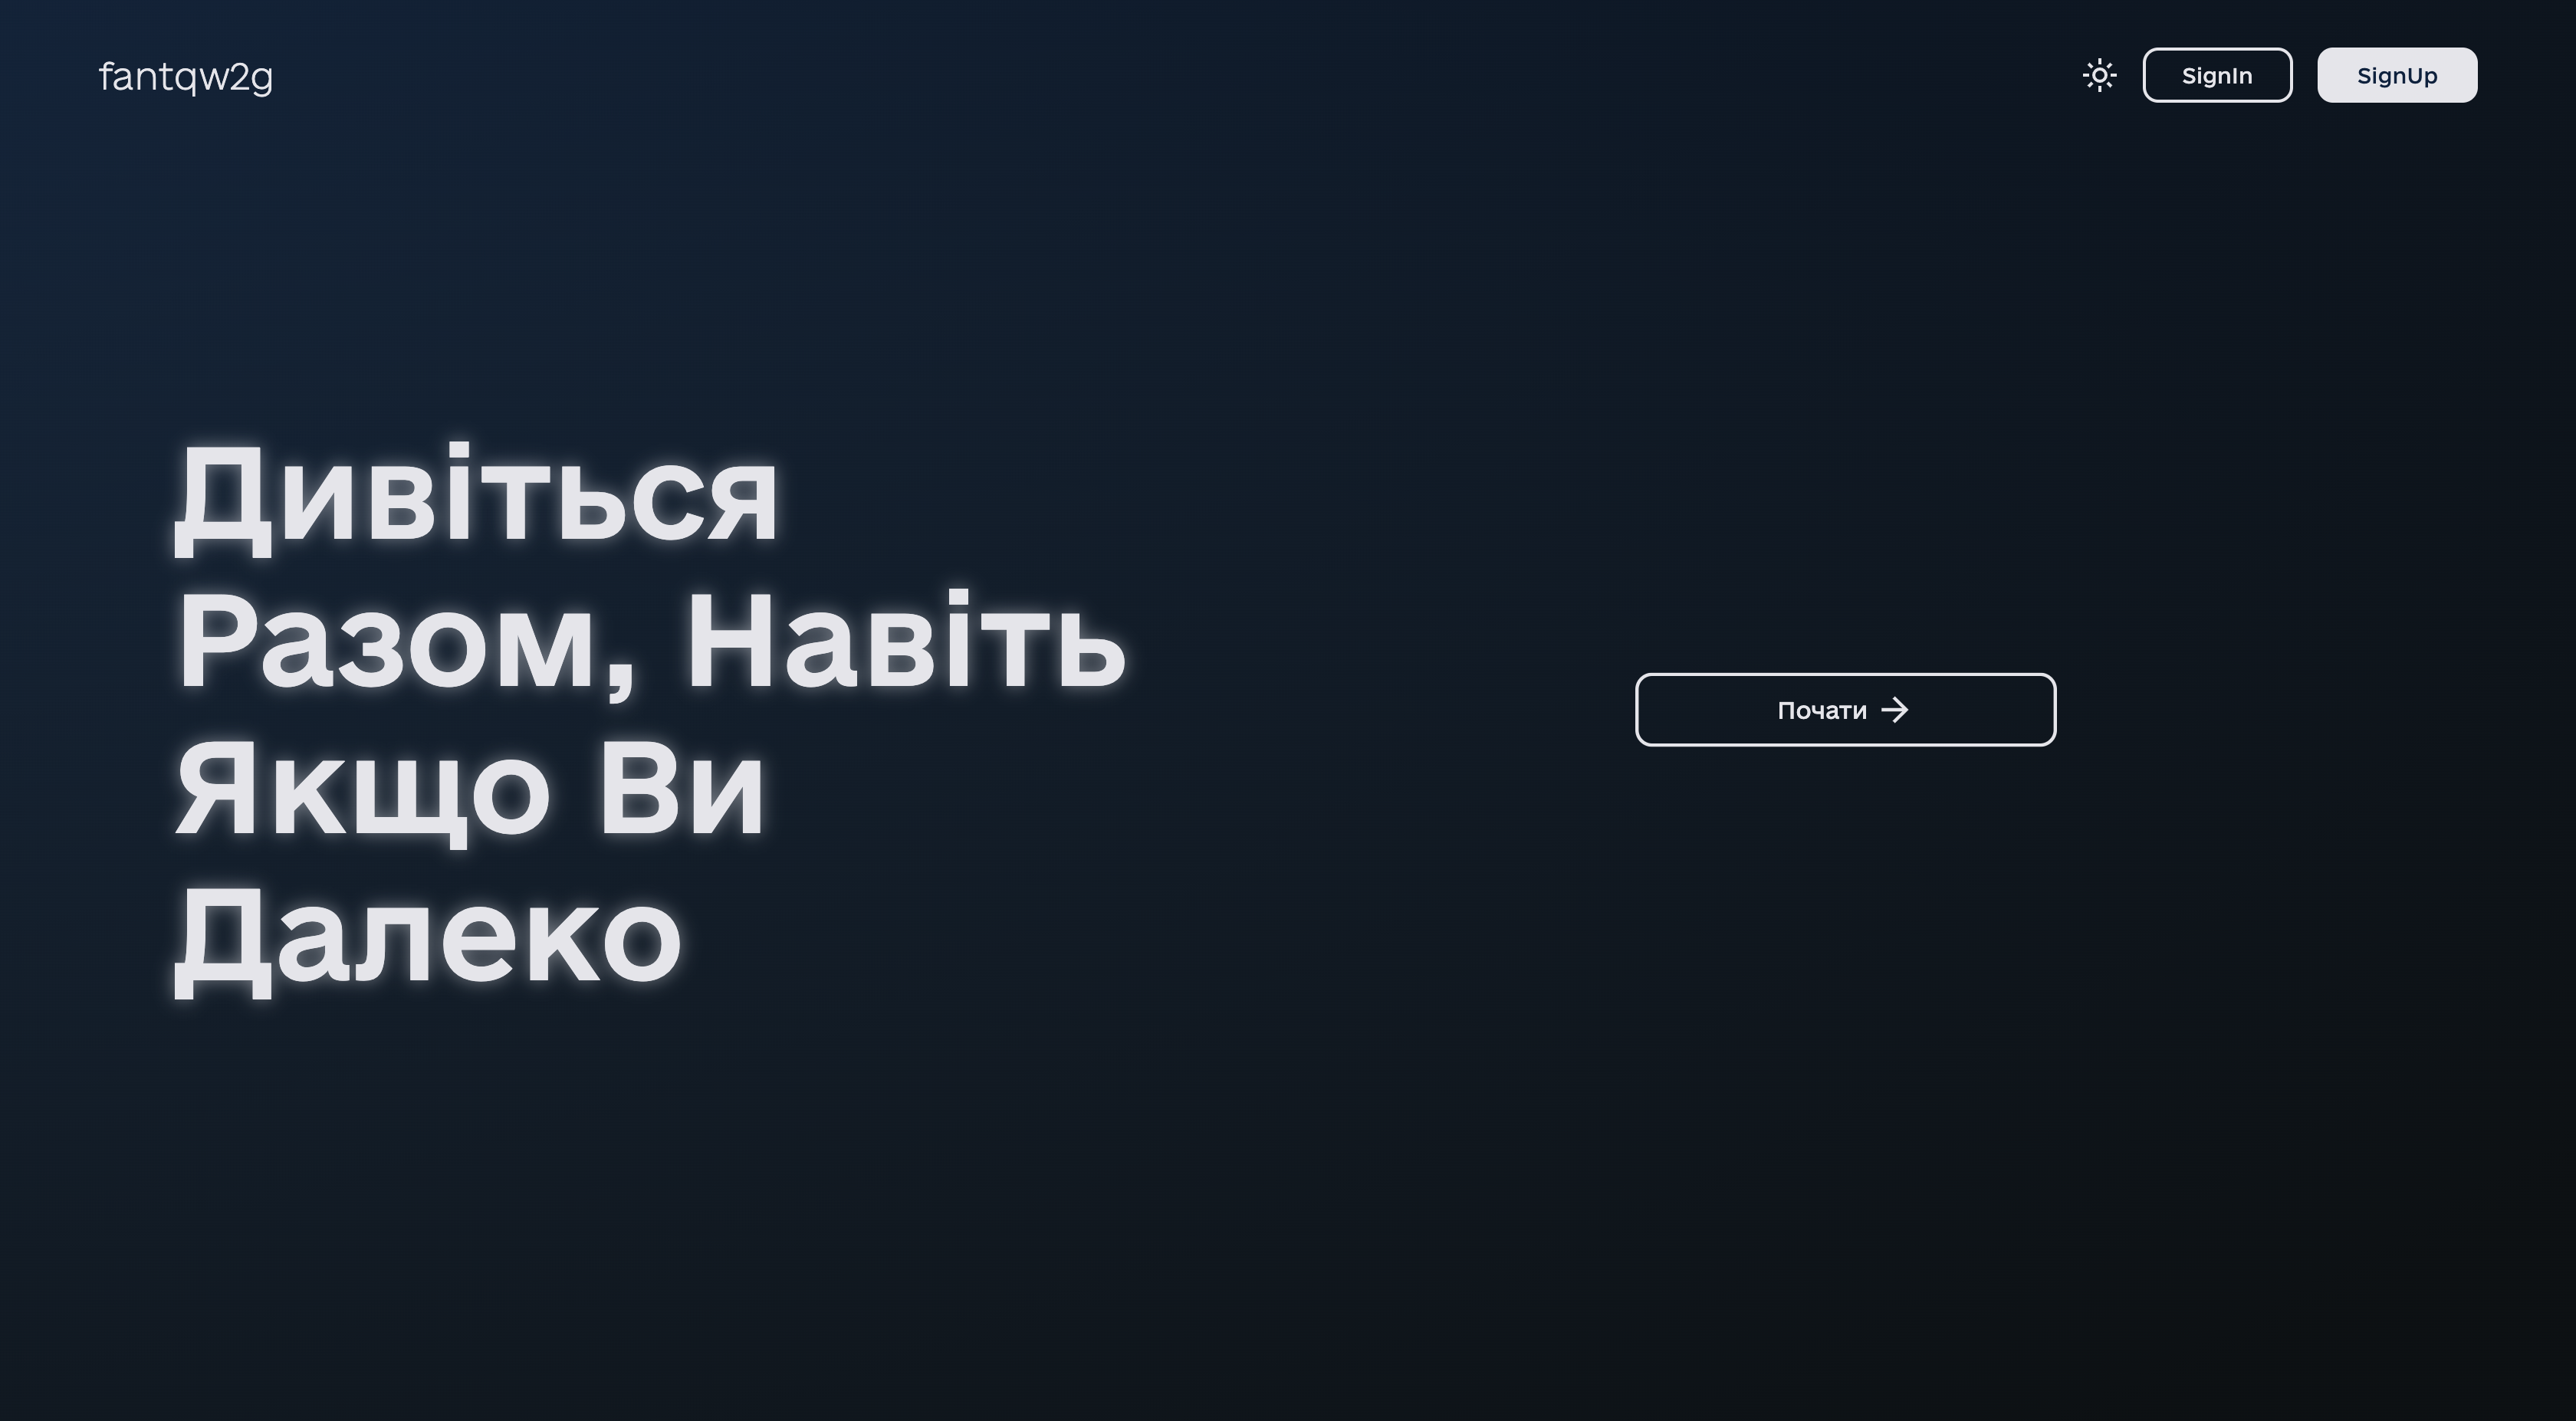 fantqw2g
SignIn
SignUp
Дивіться
Разом, Навіть
Якщо Ви
Далеко
Почати